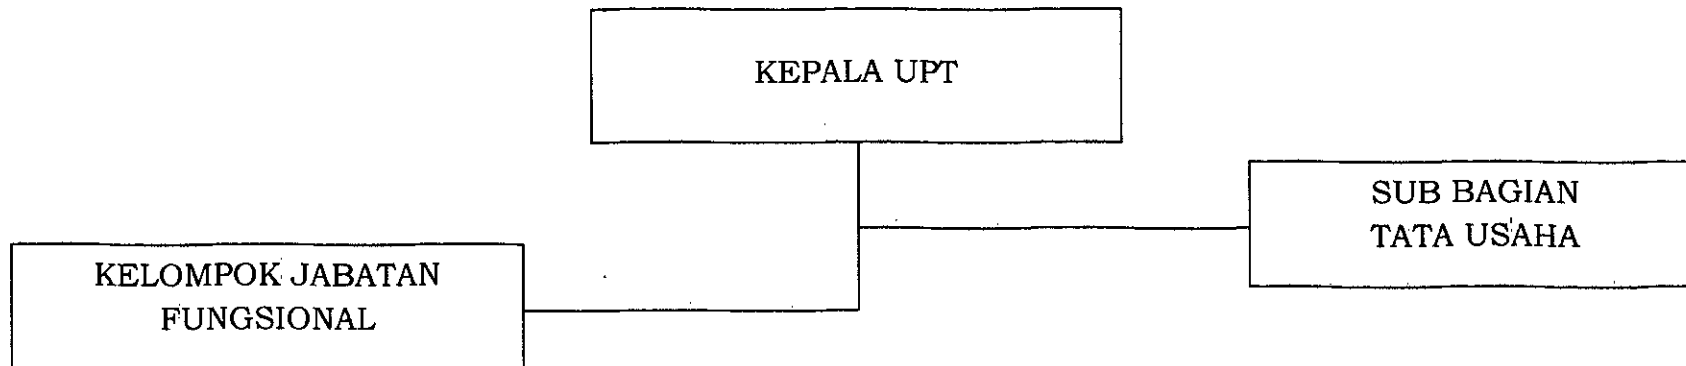 KEPALA UPT
SUB BAGIAN
TATA USAHA
KELOMPOK JABATAN
FUNGSIONAL